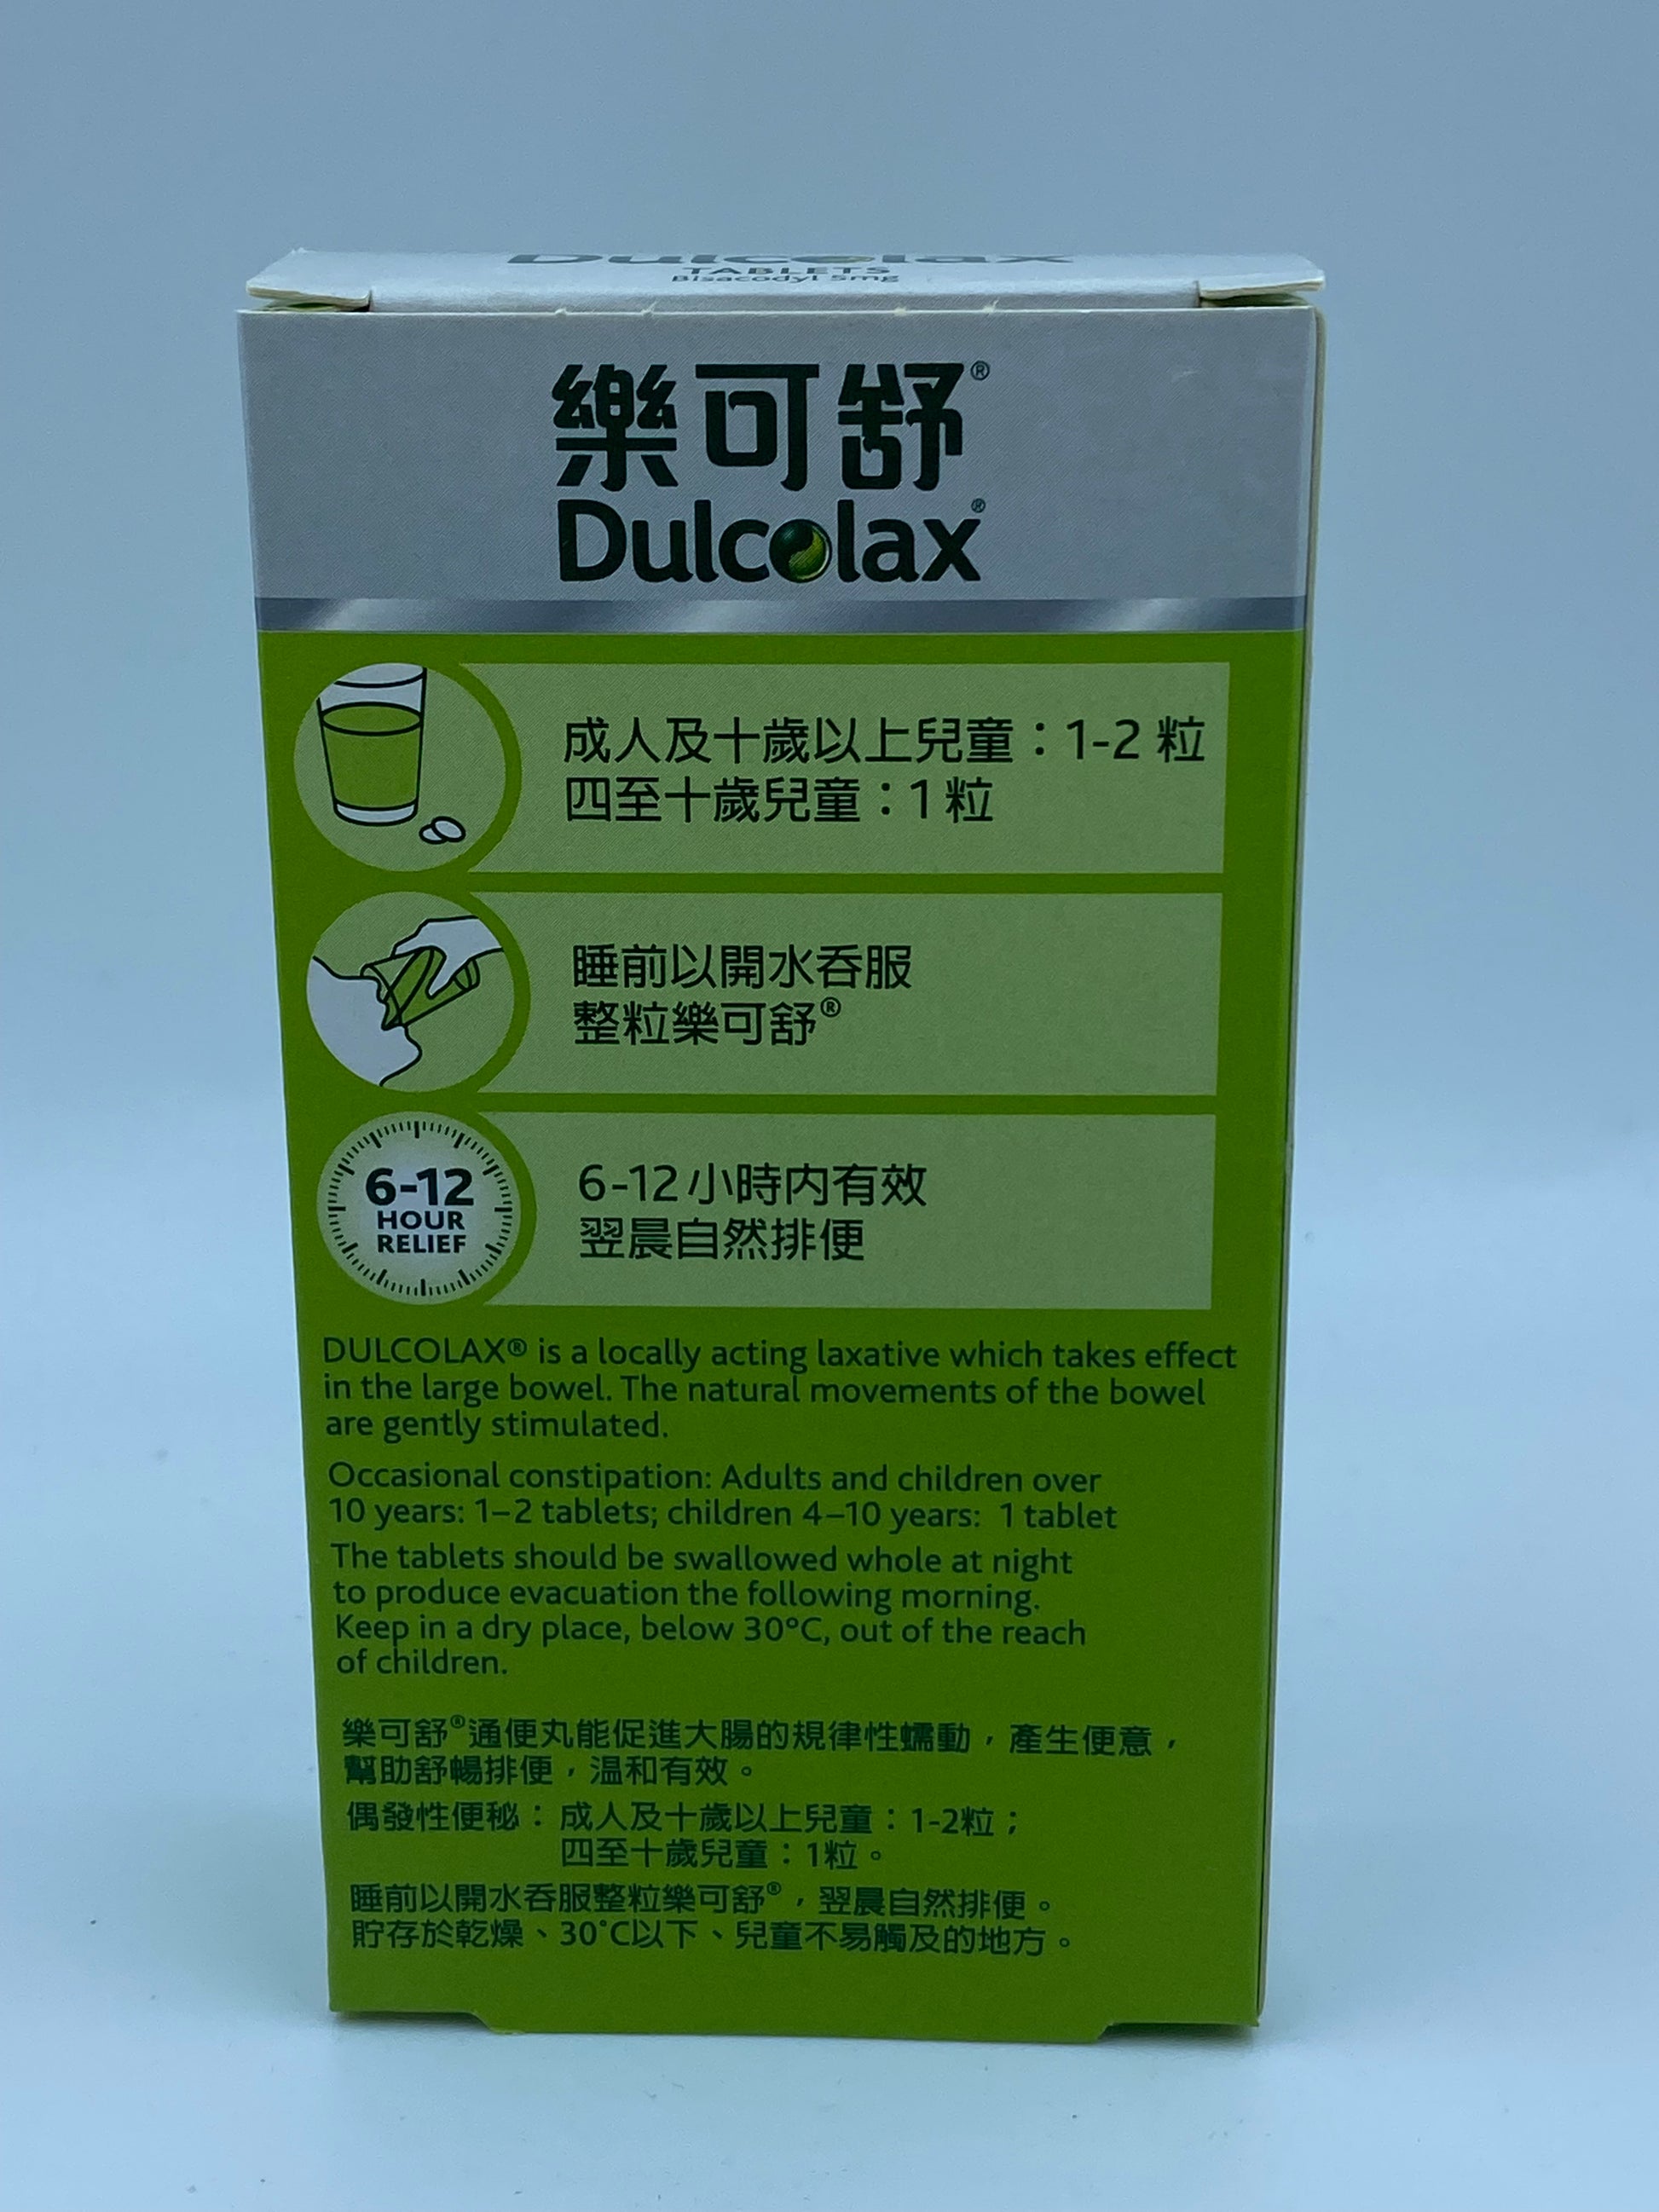 Dulcolax
TABLETS
Bisacodyl 5mg
樂可舒®
Dulcolax®
成人及十歲以上兒童：1-2 粒
四至十歲兒童：1 粒
睡前以開水吞服
整粒樂可舒®
6-12
HOUR
RELIEF
6-12 小時內有效
翌晨自然排便
DULCOLAX® is a locally acting laxative which takes effect
in the large bowel. The natural movements of the bowel
are gently stimulated.
Occasional constipation: Adults and children over
10 years: 1–2 tablets; children 4–10 years: 1 tablet
The tablets should be swallowed whole at night
to produce evacuation the following morning.
Keep in a dry place, below 30°C, out of the reach
of children.
樂可舒®通便丸能促進大腸的規律性蠕動，產生便意，
幫助舒暢排便，溫和有效。
偶發性便秘：成人及十歲以上兒童：1-2粒；
四至十歲兒童：1粒。
睡前以開水吞服整粒樂可舒®，翌晨自然排便。
貯存於乾燥、30°C以下、兒童不易觸及的地方。